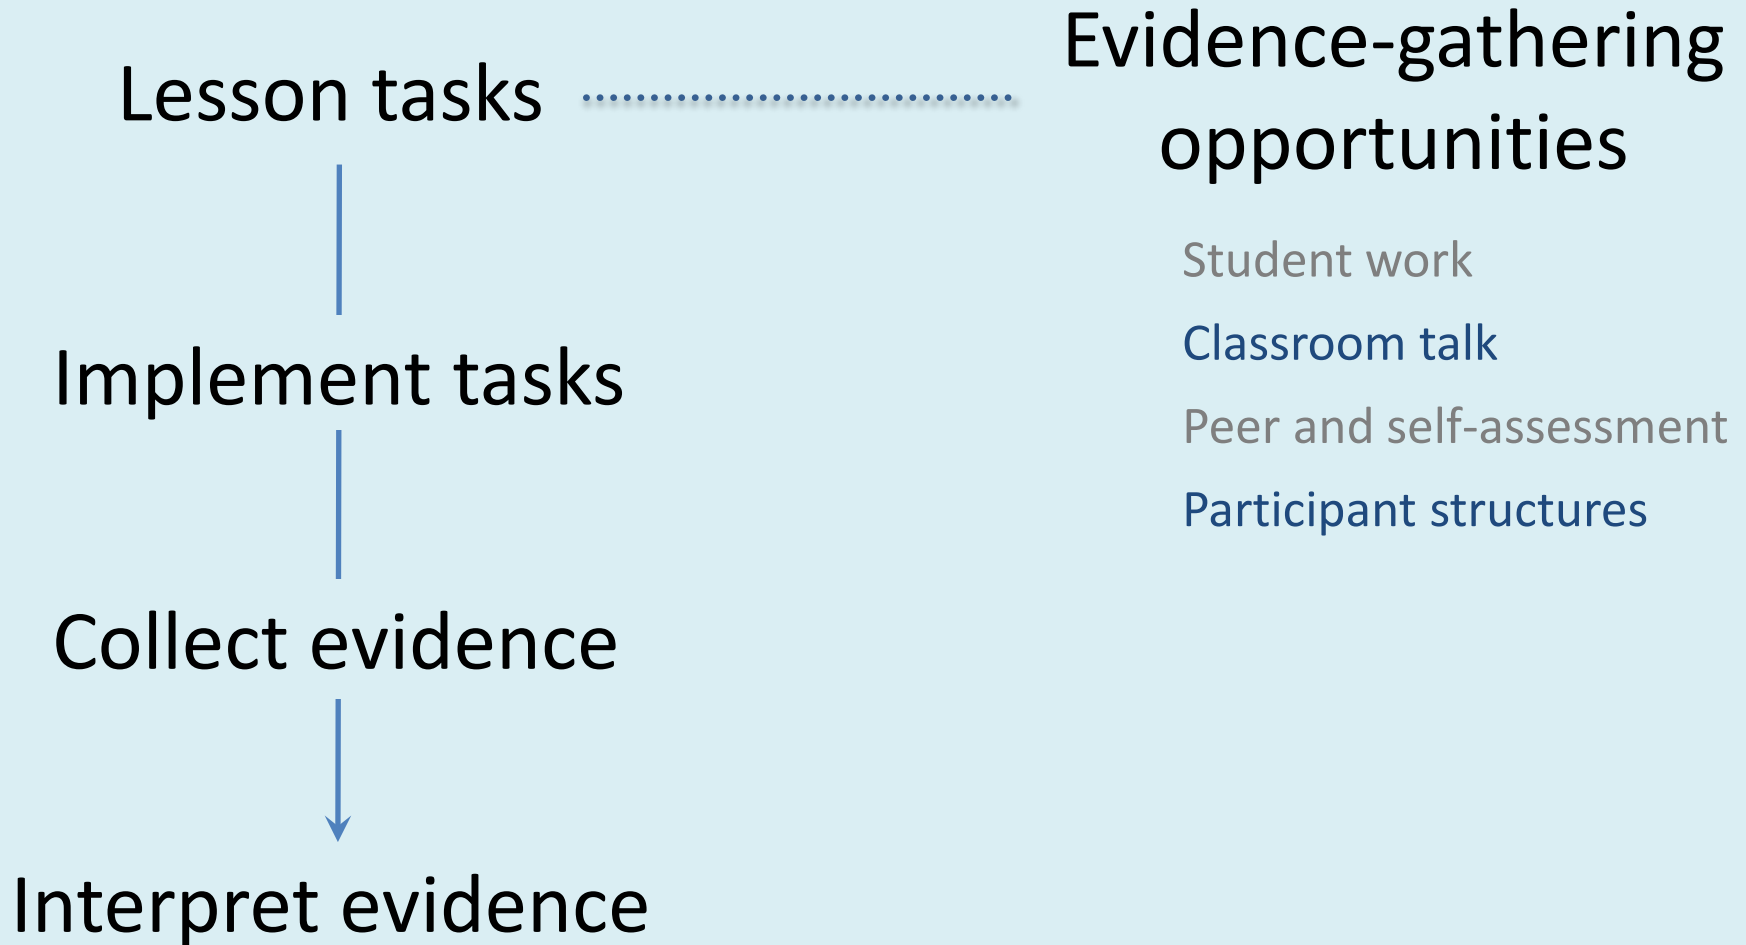 Lesson tasks
Implement tasks
Collect evidence
Interpret evidence
Evidence-gathering
opportunities
Student work
Classroom talk
Peer and self-assessment
Participant structures